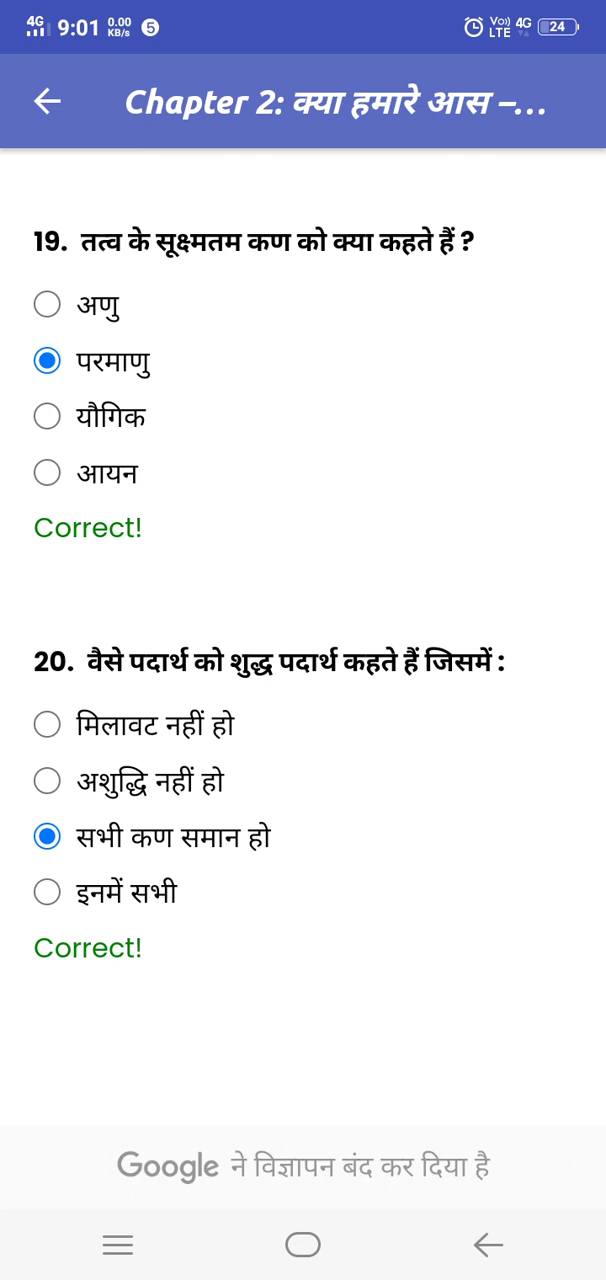 4G 9:01 0.00 KB/s 5 Vo)) LTE 4G 24
Chapter 2: क्या हमारे आस –...
19. तत्व के सूक्ष्मतम कण को क्या कहते हैं ?
अणु
परमाणु
यौगिक
आयन
Correct!
20. वैसे पदार्थ को शुद्ध पदार्थ कहते हैं जिसमें :
मिलावट नहीं हो
अशुद्धि नहीं हो
सभी कण समान हो
इनमें सभी
Correct!
Google ने विज्ञापन बंद कर दिया है